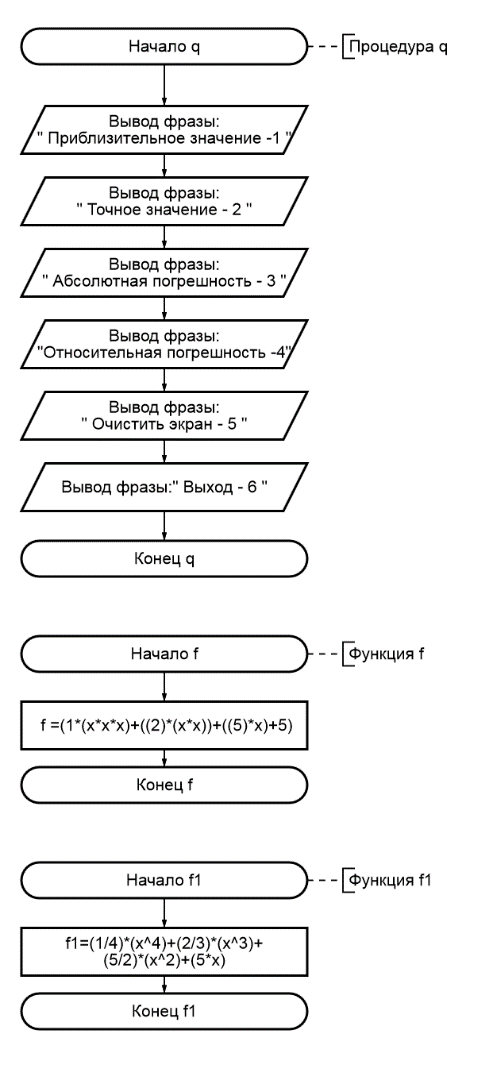 Начало q
Процедура q
Вывод фразы:
" Приблизительное значение -1 "
Вывод фразы:
" Точное значение - 2 "
Вывод фразы:
" Абсолютная погрешность - 3 "
Вывод фразы:
"Относительная погрешность -4"
Вывод фразы:
" Очистить экран - 5 "
Вывод фразы:" Выход - 6 "
Конец q
Начало f
Функция f
f =(1*(x*x*x)+((2)*(x*x))+((5)*x)+5)
Конец f
Начало f1
Функция f1
f1=(1/4)*(x^4)+(2/3)*(x^3)+
(5/2)*(x^2)+(5*x)
Конец f1